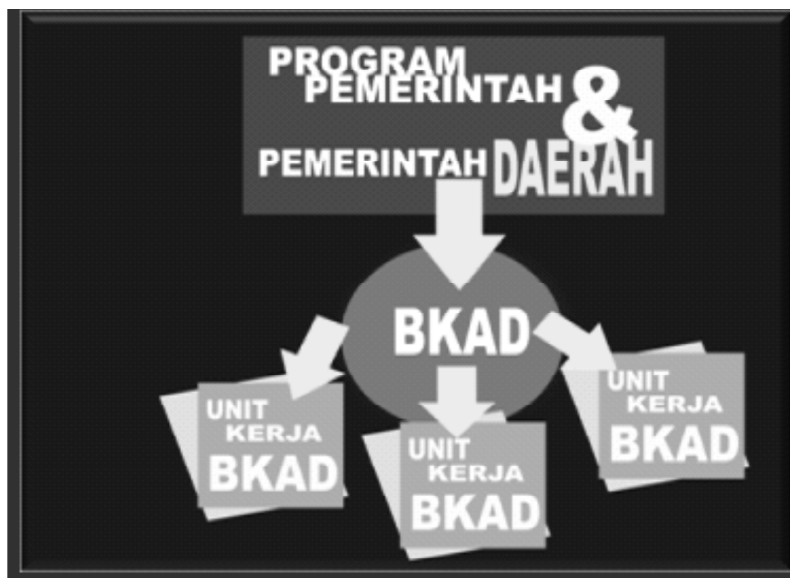 PROGRAM
PEMERINTAH &
PEMERINTAH DAERAH
BKAD
UNIT
KERJA
BKAD
UNIT
KERJA
BKAD
UNIT
KERJA
BKAD